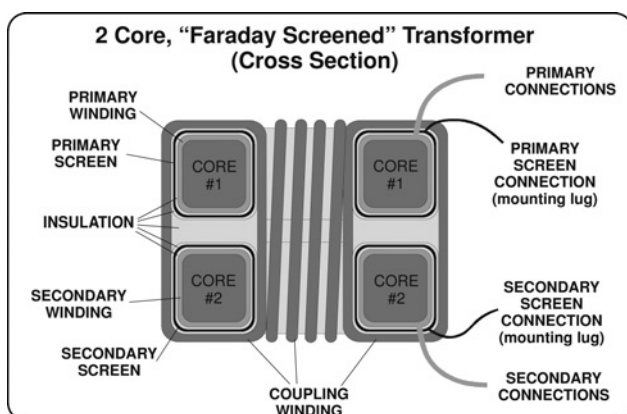 2 Core, “Faraday Screened” Transformer
(Cross Section)
PRIMARY
WINDING
PRIMARY
SCREEN
INSULATION
SECONDARY
WINDING
SECONDARY
SCREEN
CORE
#1
CORE
#2
CORE
#1
CORE
#2
COUPLING
WINDING
PRIMARY
CONNECTIONS
PRIMARY
SCREEN
CONNECTION
(mounting lug)
SECONDARY
SCREEN
CONNECTION
(mounting lug)
SECONDARY
CONNECTIONS